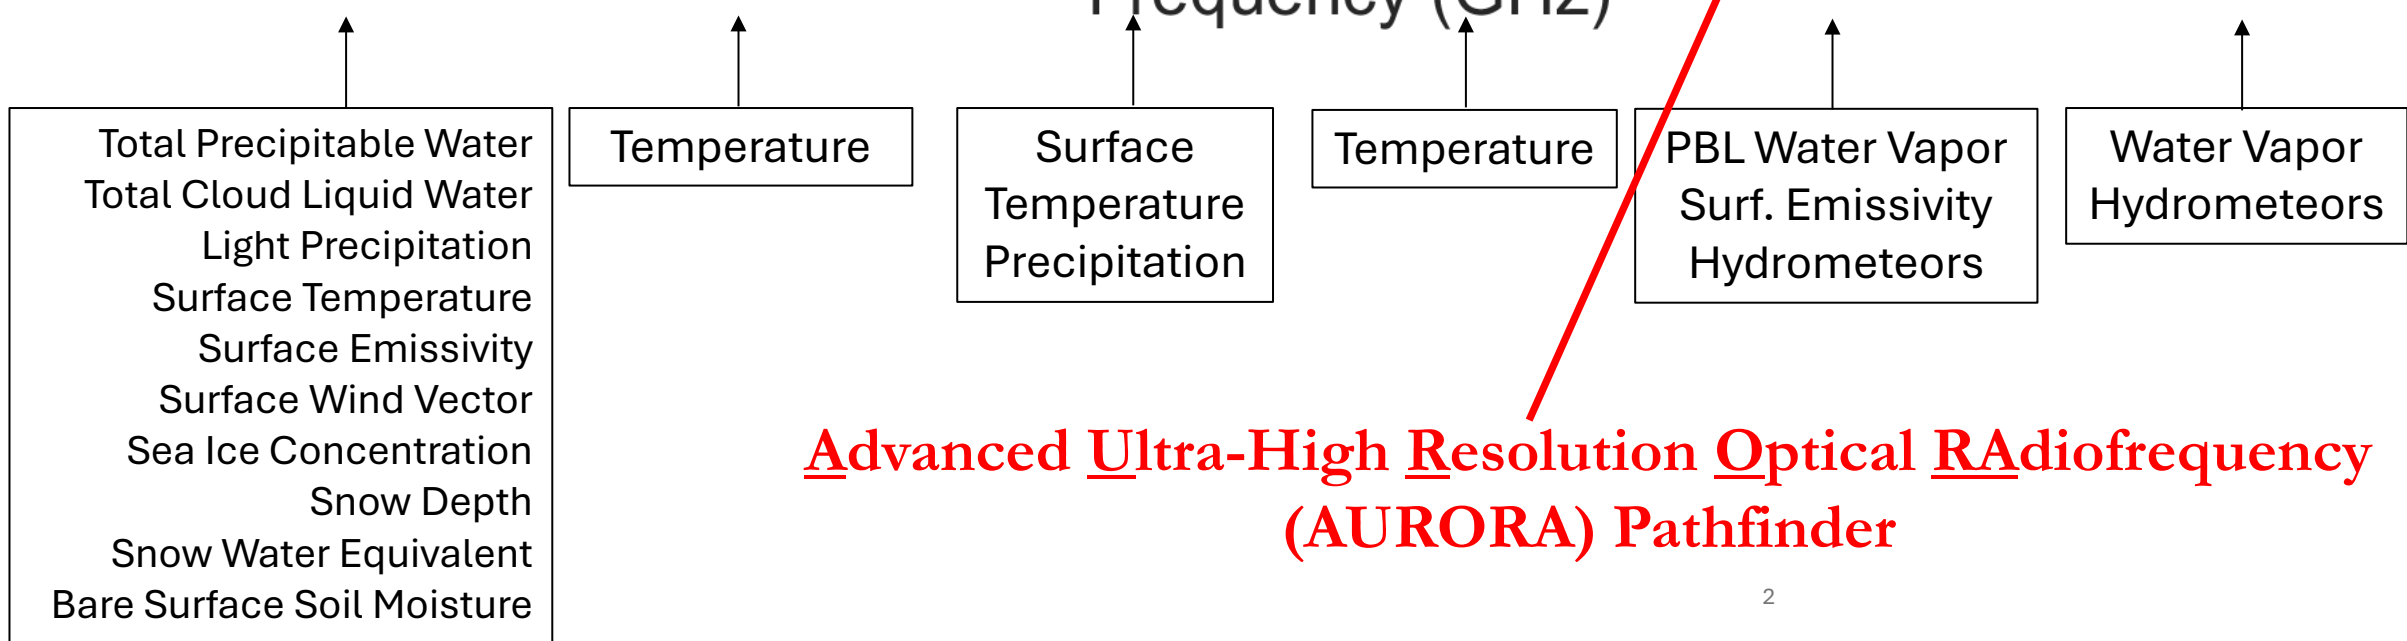 Frequency (GHz)
Total Precipitable Water
Total Cloud Liquid Water
Light Precipitation
Surface Temperature
Surface Emissivity
Surface Wind Vector
Sea Ice Concentration
Snow Depth
Snow Water Equivalent
Bare Surface Soil Moisture
Temperature
Surface
Temperature
Precipitation
Temperature
PBL Water Vapor
Surf. Emissivity
Hydrometeors
Water Vapor
Hydrometeors
Advanced Ultra-High Resolution Optical RAdiofrequency
(AURORA) Pathfinder
2